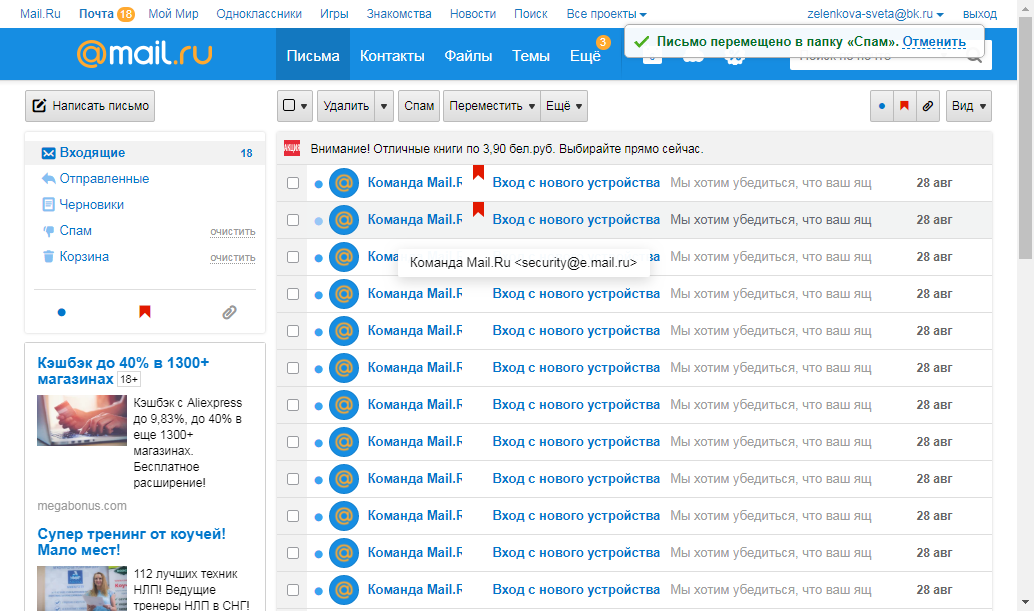 Mail.Ru Почта 18 Мой Мир Одноклассники Игры Знакомства Новости Поиск Все проекты zelenkova-sveta@bk.ru выход
@mail.ru Письма Контакты Файлы Темы Ещё 3
Письмо перемещено в папку «Спам». Отменить
Написать письмо
Удалить Спам Переместить Ещё Вид
АКЦИЯ Внимание! Отличные книги по 3,90 бел.руб. Выбирайте прямо сейчас.
Входящие 18
Отправленные
Черновики
Спам очистить
Корзина очистить
Кэшбэк до 40% в 1300+
магазинах 18+
Кэшбэк с Aliexpress
до 9,83%, до 40% в
еще 1300+
магазинах.
Бесплатное
расширение!
megabonus.com
Супер тренинг от коучей!
Мало мест!
112 лучших техник
НЛП! Ведущие
тренеры НЛП в СНГ!
Команда Mail.R Вход с нового устройства Мы хотим убедиться, что ваш ящ 28 авг
Команда Mail.R Вход с нового устройства Мы хотим убедиться, что ваш ящ 28 авг
Кома ва Мы хотим убедиться, что ваш ящ 28 авг
Команда Mail.Ru <security@e.mail.ru>
Команда Mail.R Вход с нового устройства Мы хотим убедиться, что ваш ящ 28 авг
Команда Mail.R Вход с нового устройства Мы хотим убедиться, что ваш ящ 28 авг
Команда Mail.R Вход с нового устройства Мы хотим убедиться, что ваш ящ 28 авг
Команда Mail.R Вход с нового устройства Мы хотим убедиться, что ваш ящ 28 авг
Команда Mail.R Вход с нового устройства Мы хотим убедиться, что ваш ящ 28 авг
Команда Mail.R Вход с нового устройства Мы хотим убедиться, что ваш ящ 28 авг
Команда Mail.R Вход с нового устройства Мы хотим убедиться, что ваш ящ 28 авг
Команда Mail.R Вход с нового устройства Мы хотим убедиться, что ваш ящ 28 авг
Команда Mail.R Вход с нового устройства Мы хотим убедиться, что ваш ящ 28 авг